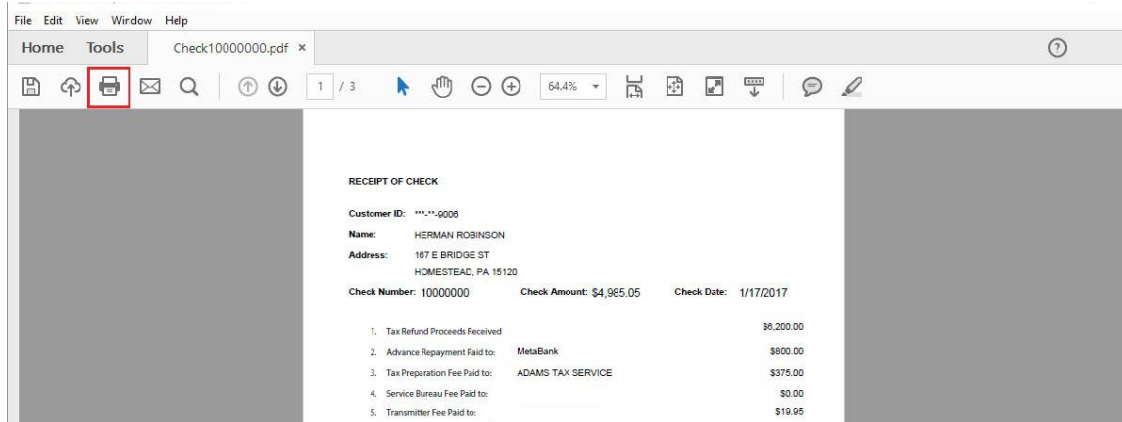 File Edit View Window Help
Home Tools Check10000000.pdf ×
?
1 / 3 64.4%
RECEIPT OF CHECK
Customer ID: ***-**-9006
Name: HERMAN ROBINSON
Address: 167 E BRIDGE ST
HOMESTEAD, PA 15120
Check Number: 10000000 Check Amount: $4,985.05 Check Date: 1/17/2017
1. Tax Refund Proceeds Received $6,200.00
2. Advance Repayment Paid to: MetaBank $800.00
3. Tax Preparation Fee Paid to: ADAMS TAX SERVICE $375.00
4. Service Bureau Fee Paid to: $0.00
5. Transmitter Fee Paid to: $19.95